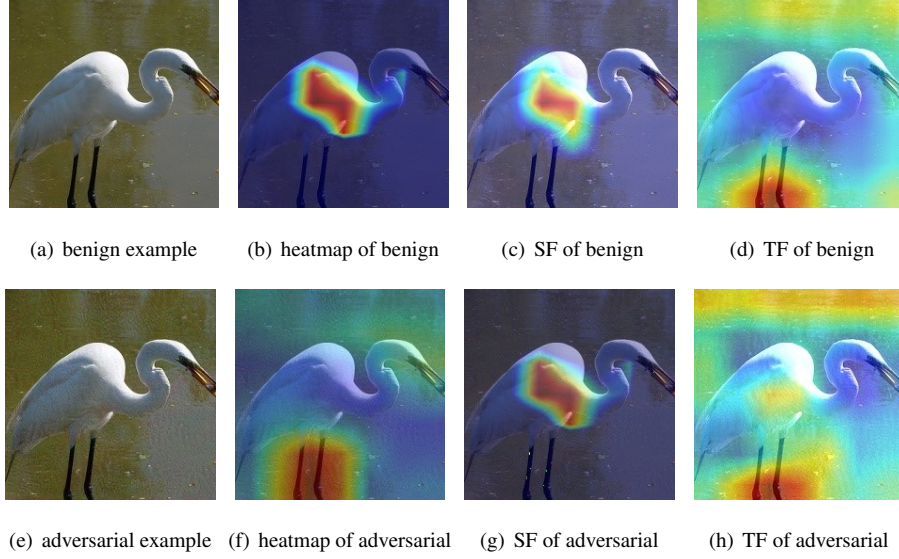 (a) benign example
(b) heatmap of benign
(c) SF of benign
(d) TF of benign
(e) adversarial example
(f) heatmap of adversarial
(g) SF of adversarial
(h) TF of adversarial